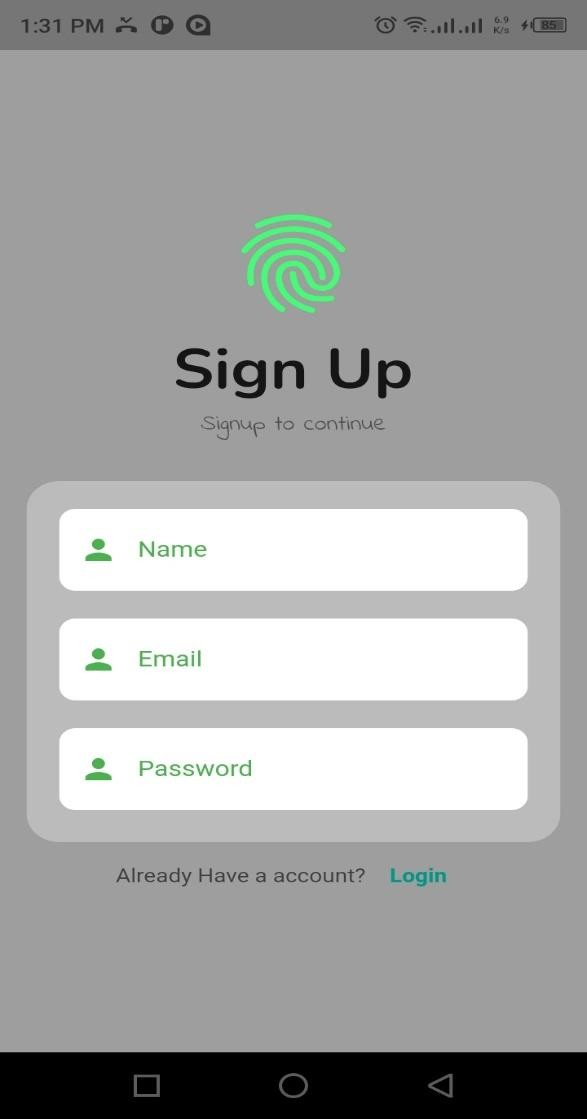 1:31 PM 6.9 K/s 85
Sign Up
Signup to continue
Name
Email
Password
Already Have a account? Login